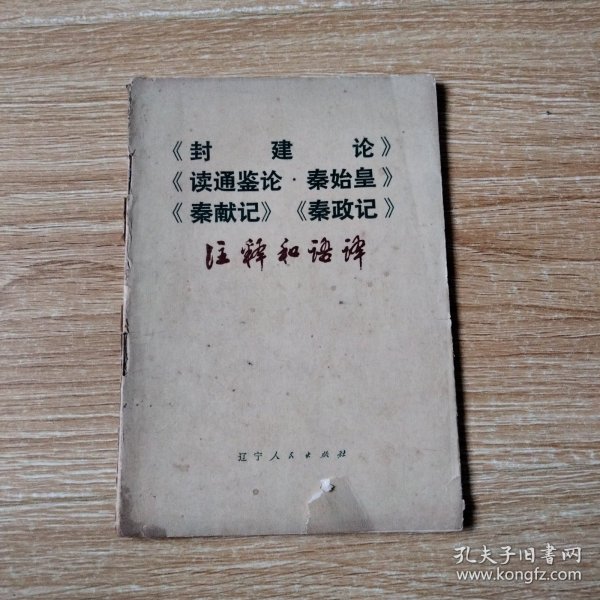 《封建论》
《读通鉴论·秦始皇》
《秦献记》《秦政记》
注释和语译
辽宁人民出版社
孔夫子旧书网
www.kongfz.com